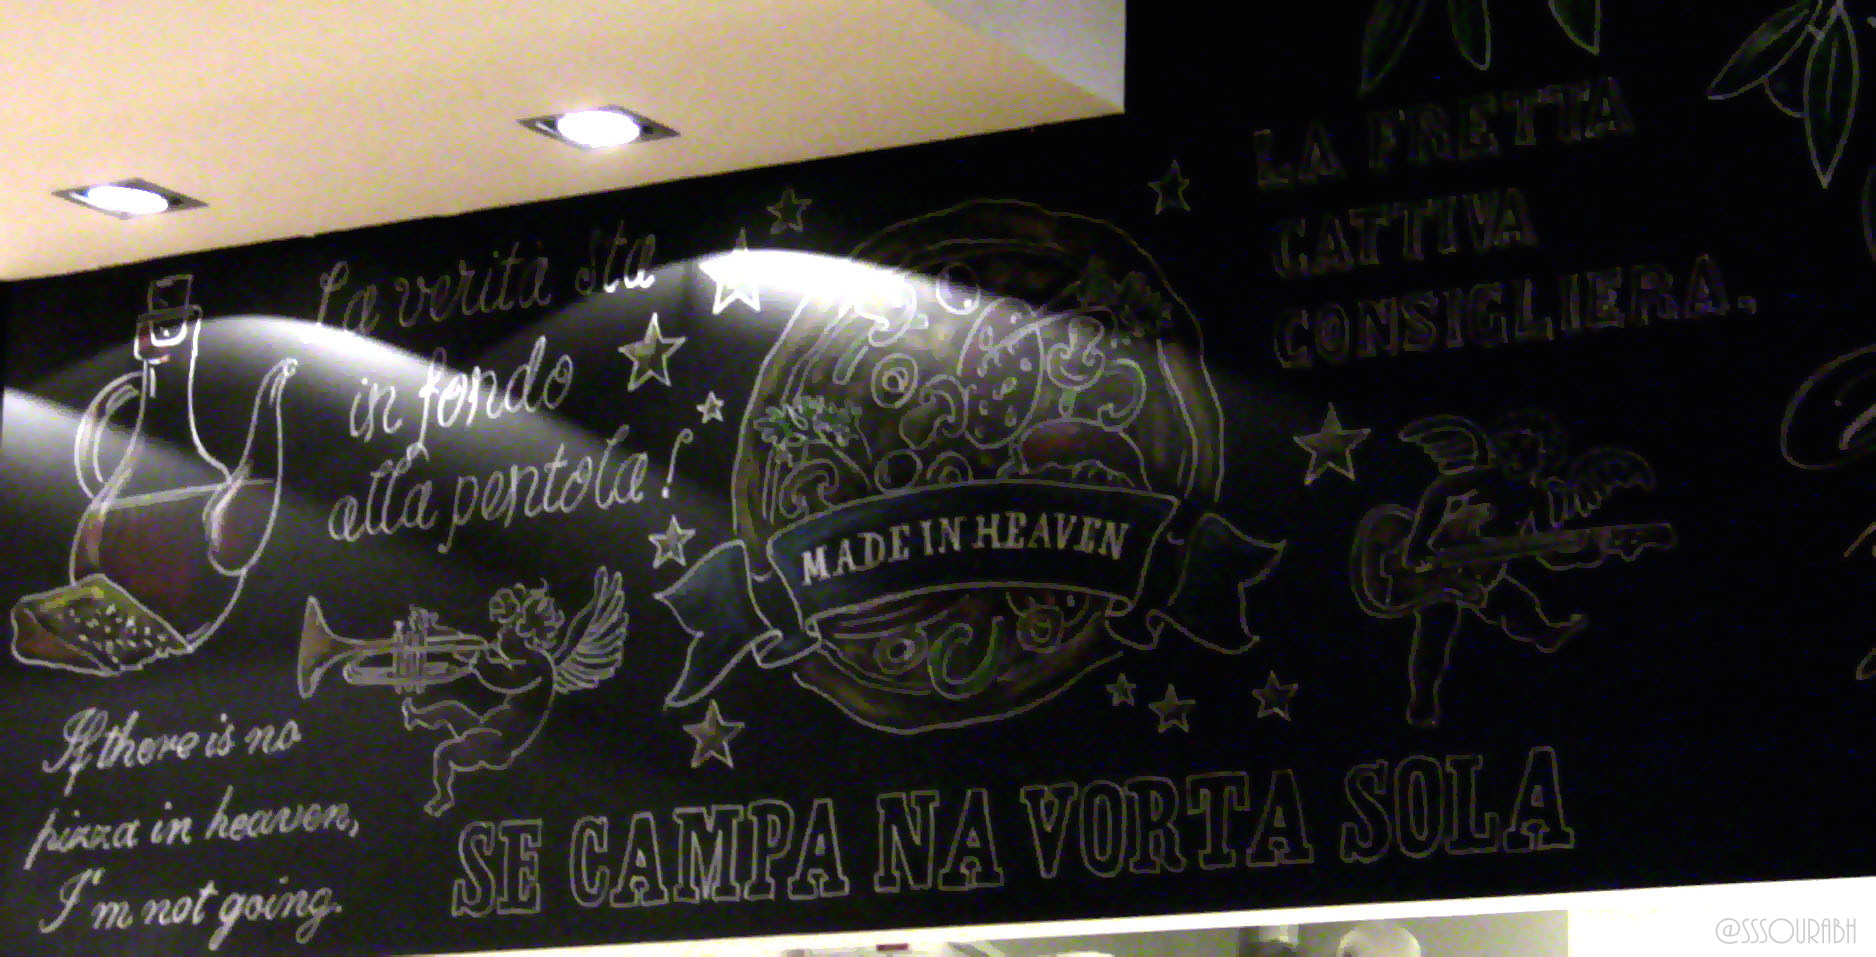 La verità sta
in fondo
alla pentola!
MADE IN HEAVEN
LA FRETTA
CATTIVA
CONSIGLIERA.
If there is no
pizza in heaven,
I'm not going.
SE CAMPA NA VORTA SOLA
@SSSOURABH